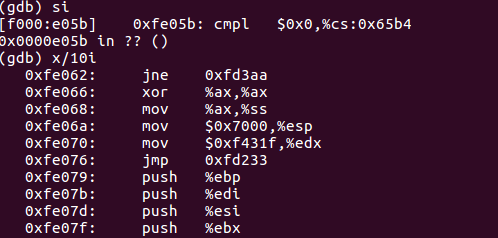 (gdb) si
[f000:e05b]    0xfe05b: cmpl   $0x0,%cs:0x65b4
0x0000e05b in ?? ()
(gdb) x/10i
   0xfe062:     jne    0xfd3aa
   0xfe066:     xor    %ax,%ax
   0xfe068:     mov    %ax,%ss
   0xfe06a:     mov    $0x7000,%esp
   0xfe070:     mov    $0xf431f,%edx
   0xfe076:     jmp    0xfd233
   0xfe079:     push   %ebp
   0xfe07b:     push   %edi
   0xfe07d:     push   %esi
   0xfe07f:     push   %ebx